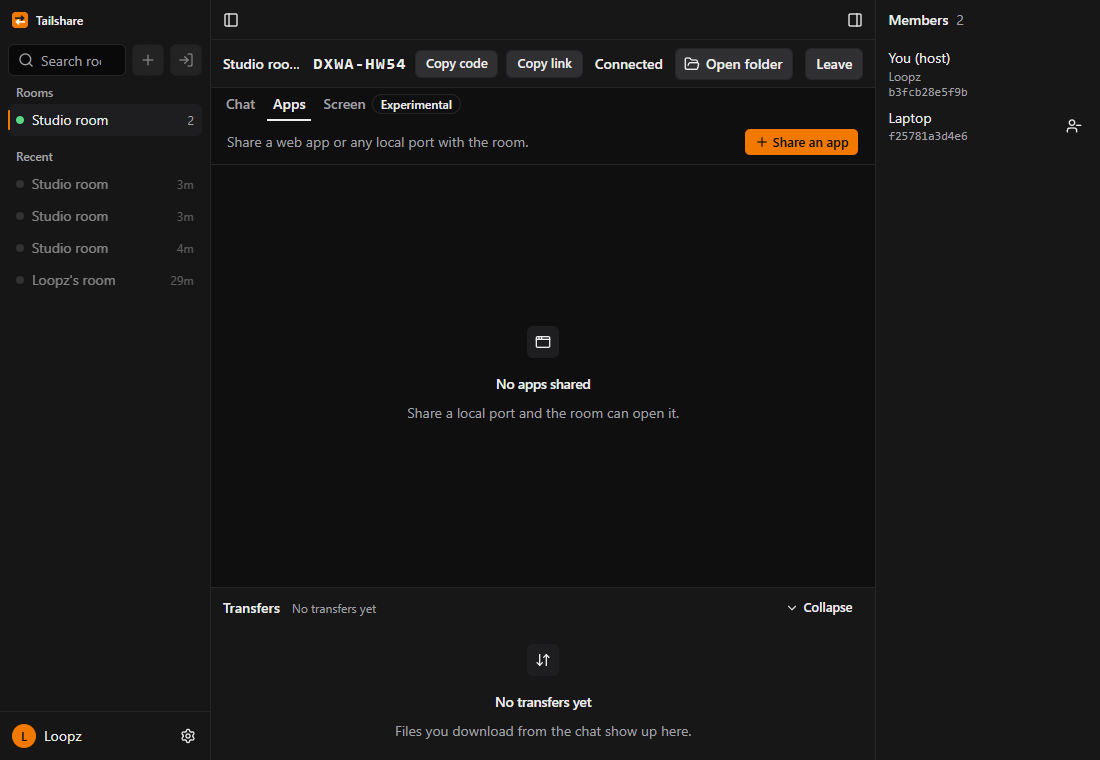 Tailshare
Search ro
Rooms
Studio room 2
Recent
Studio room 3m
Studio room 3m
Studio room 4m
Loopz's room 29m
L Loopz
Studio roo... DXWA-HW54 Copy code Copy link Connected Open folder Leave
Chat Apps Screen Experimental
Share a web app or any local port with the room. + Share an app
No apps shared
Share a local port and the room can open it.
Transfers No transfers yet Collapse
No transfers yet
Files you download from the chat show up here.
Members 2
You (host)
Loopz
b3fcb28e5f9b
Laptop
f25781a3d4e6